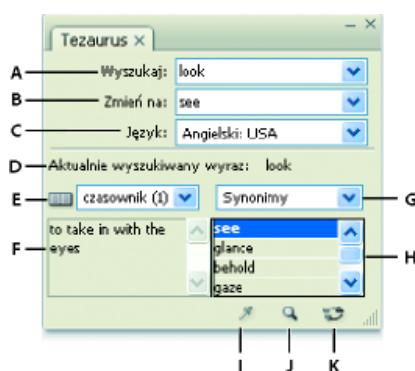 Tezaurus ×
A Wyszukaj: look
B Zmień na: see
C Język: Angielski: USA
D Aktualnie wyszukiwany wyraz: look
E czasownik (1) Synonimy G
F to take in with the eyes
see
glance
behold
gaze
H
I J K